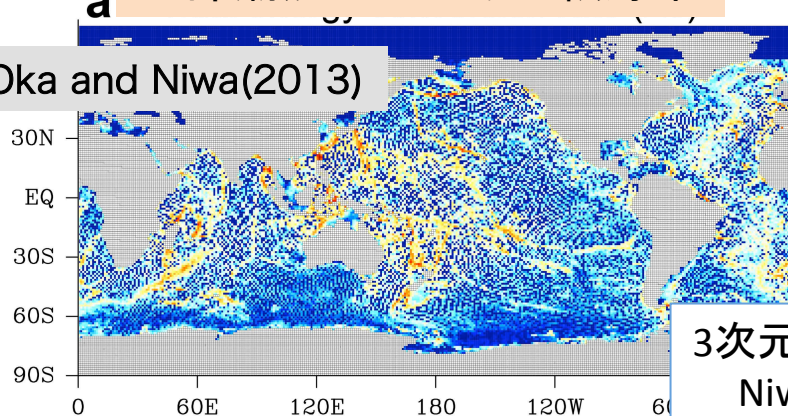 a
Oka and Niwa(2013)
30N
EQ
30S
60S
90S
0 60E 120E 180 120W
3次元
Niw